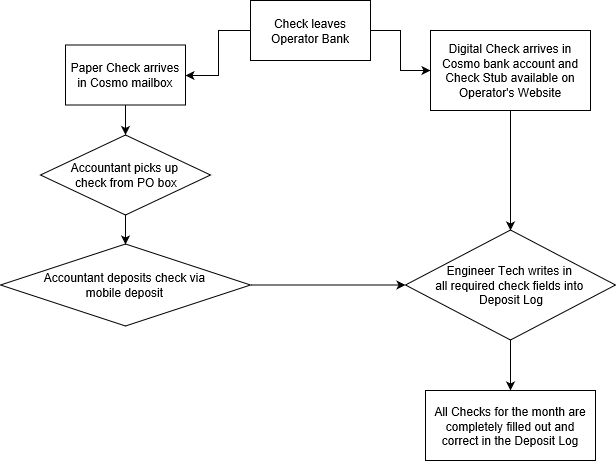 Check leaves
Operator Bank
Paper Check arrives
in Cosmo mailbox
Digital Check arrives in
Cosmo bank account and
Check Stub available on
Operator's Website
Accountant picks up
check from PO box
Accountant deposits check via
mobile deposit
Engineer Tech writes in
all required check fields into
Deposit Log
All Checks for the month are
completely filled out and
correct in the Deposit Log